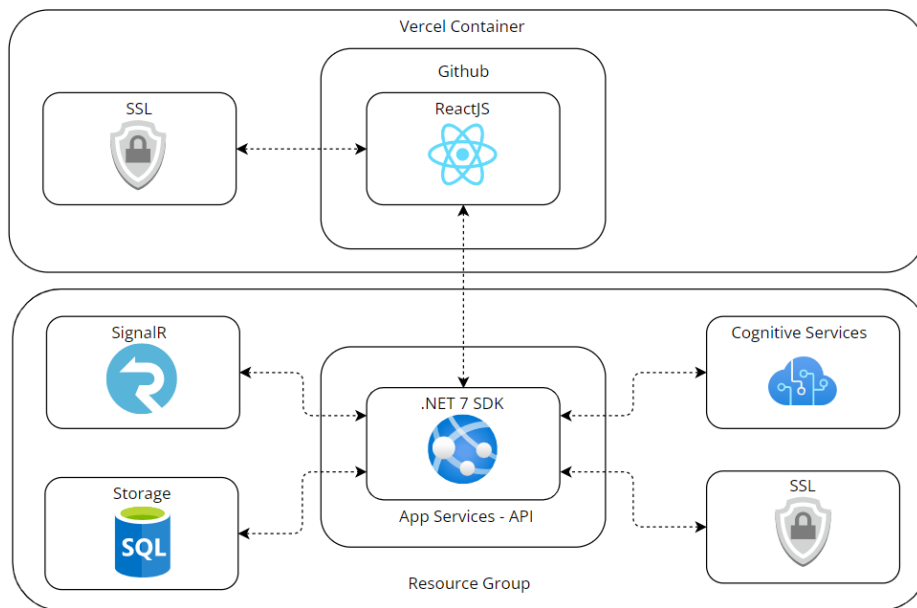 Vercel Container
Github
SSL
ReactJS
SignalR
Cognitive Services
.NET 7 SDK
Storage
SQL
SSL
App Services - API
Resource Group